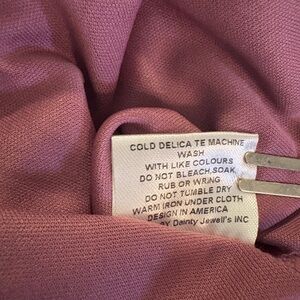 COLD DELICA TE MACHINE
WASH
WITH LIKE COLOURS
DO NOT BLEACH,SOAK,
RUB OR WRING
DO NOT TUMBLE DRY
WARM IRON UNDER CLOTH
DESIGN IN AMERICA
BY Dainty Jewell's INC